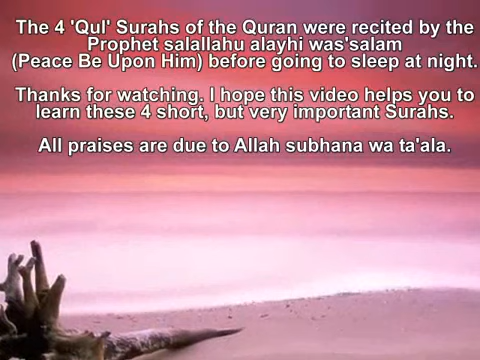 The 4 'Qul' Surahs of the Quran were recited by the
Prophet salallahu alayhi was'salam
(Peace Be Upon Him) before going to sleep at night.
Thanks for watching. I hope this video helps you to
learn these 4 short, but very important Surahs.
All praises are due to Allah subhana wa ta'ala.